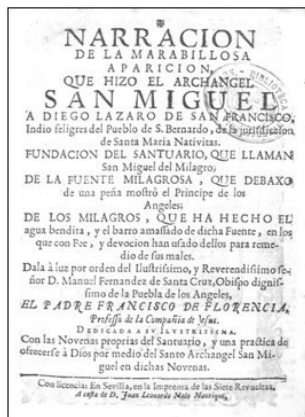 NARRACION
DE LA MARABILLOSA
APARICION,
QUE HIZO EL ARCHANGEL
SAN MIGUEL
A DIEGO LAZARO DE SAN FRANCISCO,
Indio feligres del Pueblo de S. Bernardo, de la jurisdicion
de Santa Maria Nativitas.
FUNDACION DEL SANTUARIO, QUE LLAMAN
San Miguel del Milagro;
DE LA FUENTE MILAGROSA, QUE DEBAXO
de una peña mostrò el Principe de los
Angeles;
DE LOS MILAGROS, QUE HA HECHO EL
agua bendita, y el barro amassado de dicha Fuente, en los
que con Fee, y devocion han usado dellos para reme-
dio de sus males.
Dala à luz por orden del Ilustrissimo, y Reverendissimo se-
ñor D. Manuel Fernandez de Santa Cruz, Obispo dignis-
simo de la Puebla de los Angeles,
EL PADRE FRANCISCO DE FLORENCIA,
Professo de la Compañia de Jesus.
DEDICADA A SU ILUSTRISSIMA.
Con las Novenas proprias del Santuario, y una practica de
ofrecerse à Dios por medio del Santo Archangel San Mi-
guel en dichas Novenas.
Con licencia: En Sevilla, en la Imprenta de las Siete Revueltas,
A costa de D. Juan Leonardo Malo Manrique.
BIBLIOTECA